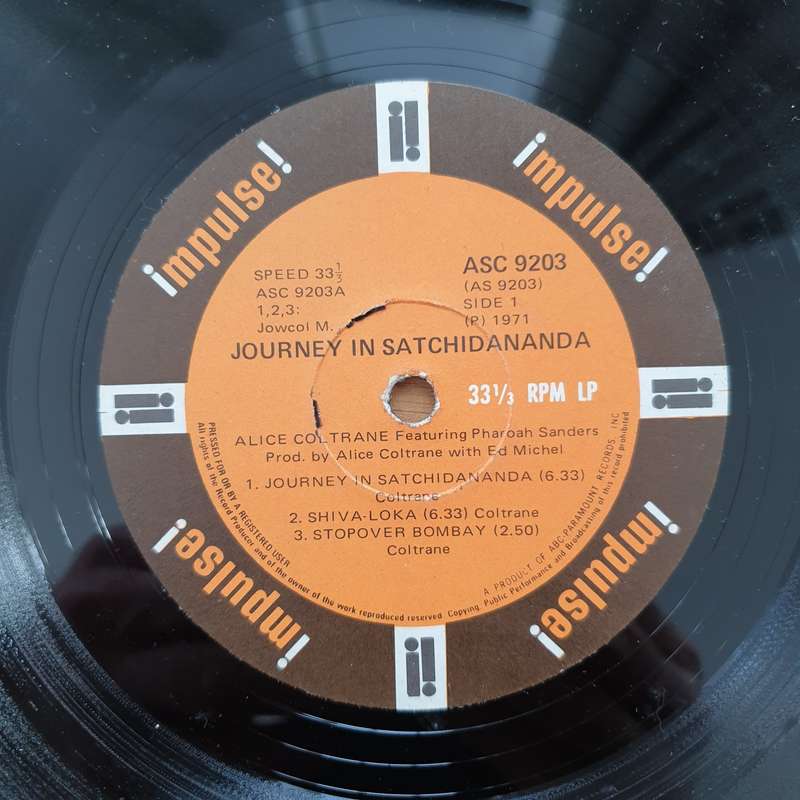 impulse!
impulse!
SPEED 33 1/3
ASC 9203A
1,2,3:
Jowcol M.
ASC 9203
(AS 9203)
SIDE 1
(P) 1971
JOURNEY IN SATCHIDANANDA
33 1/3 RPM LP
ALICE COLTRANE Featuring Pharoah Sanders
Prod. by Alice Coltrane with Ed Michel
1. JOURNEY IN SATCHIDANANDA (6.33)
Coltrane
2. SHIVA-LOKA (6.33) Coltrane
3. STOPOVER BOMBAY (2.50)
Coltrane
PRESSED FOR OR BY A REGISTERED USER
All rights of the Record Producer and of the owner of the work reproduced reserved Copying Public Performance and Broadcasting of this record prohibited
A PRODUCT OF ABC-PARAMOUNT RECORDS, INC
impulse!
impulse!